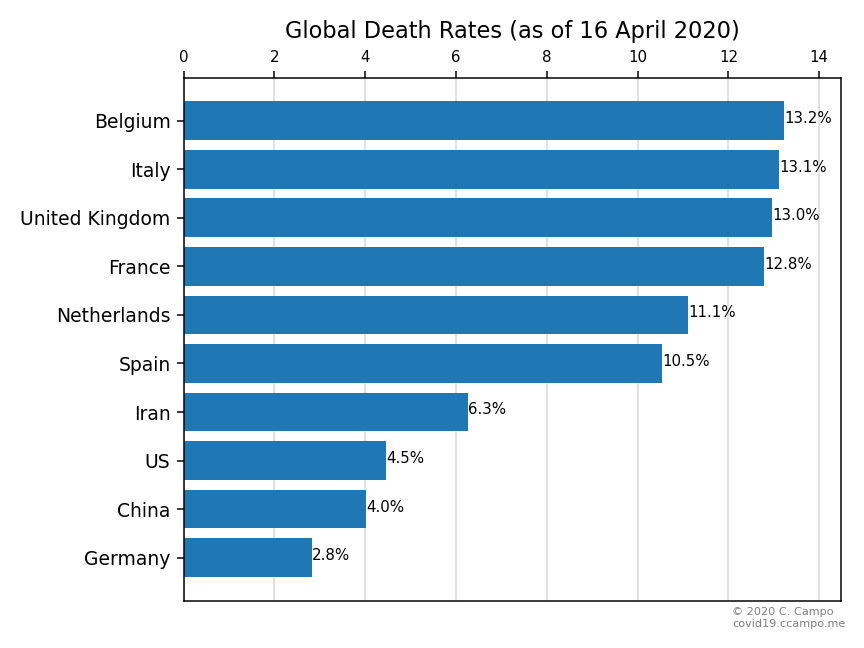 Global Death Rates (as of 16 April 2020)
0 2 4 6 8 10 12 14
Belgium 13.2%
Italy 13.1%
United Kingdom 13.0%
France 12.8%
Netherlands 11.1%
Spain 10.5%
Iran 6.3%
US 4.5%
China 4.0%
Germany 2.8%
© 2020 C. Campo
covid19.ccampo.me